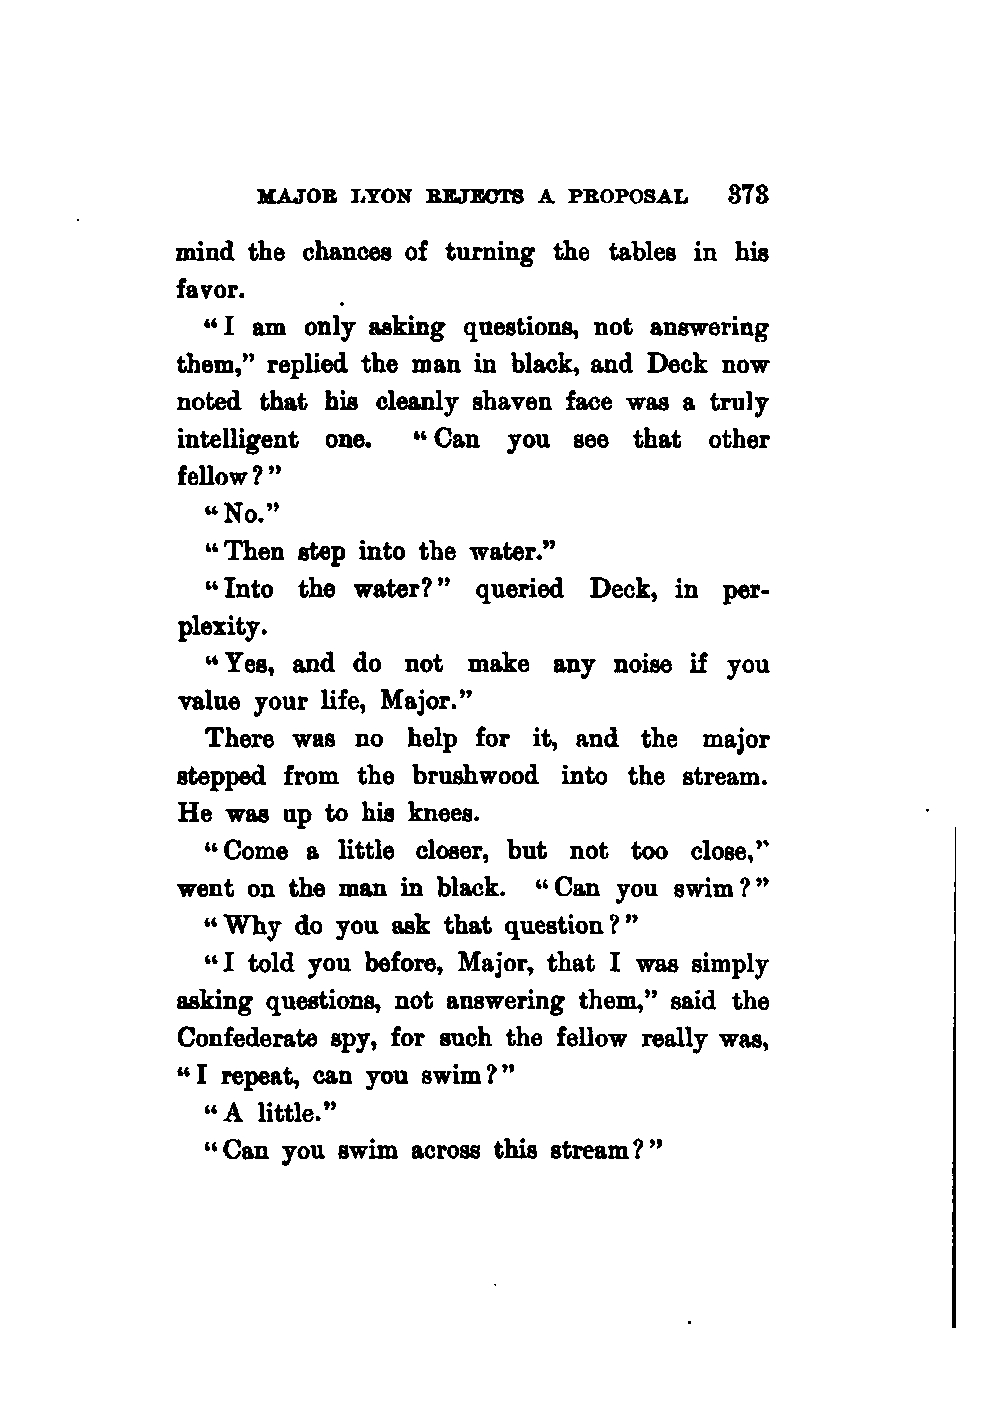 MAJOR LYON REJECTS A PROPOSAL 373
mind the chances of turning the tables in his
favor.
"I am only asking questions, not answering
them," replied the man in black, and Deck now
noted that his cleanly shaven face was a truly
intelligent one. "Can you see that other
fellow?"
"No."
"Then step into the water."
"Into the water?" queried Deck, in per-
plexity.
"Yes, and do not make any noise if you
value your life, Major."
There was no help for it, and the major
stepped from the brushwood into the stream.
He was up to his knees.
"Come a little closer, but not too close,"
went on the man in black. "Can you swim?"
"Why do you ask that question?"
"I told you before, Major, that I was simply
asking questions, not answering them," said the
Confederate spy, for such the fellow really was,
"I repeat, can you swim?"
"A little."
"Can you swim across this stream?"